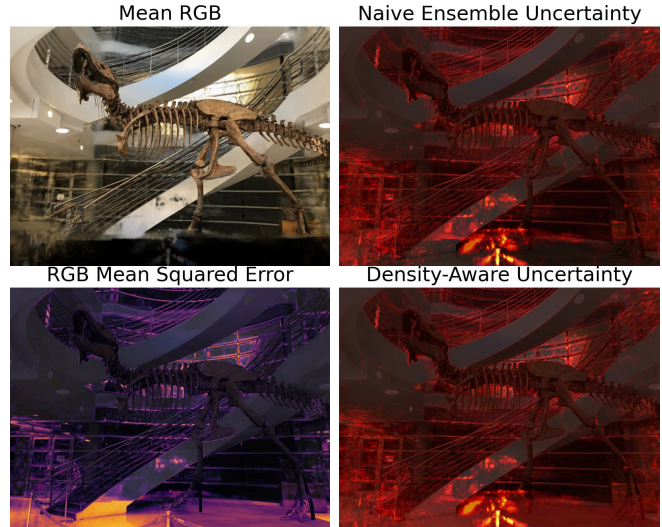 Mean RGB
Naive Ensemble Uncertainty
RGB Mean Squared Error
Density-Aware Uncertainty